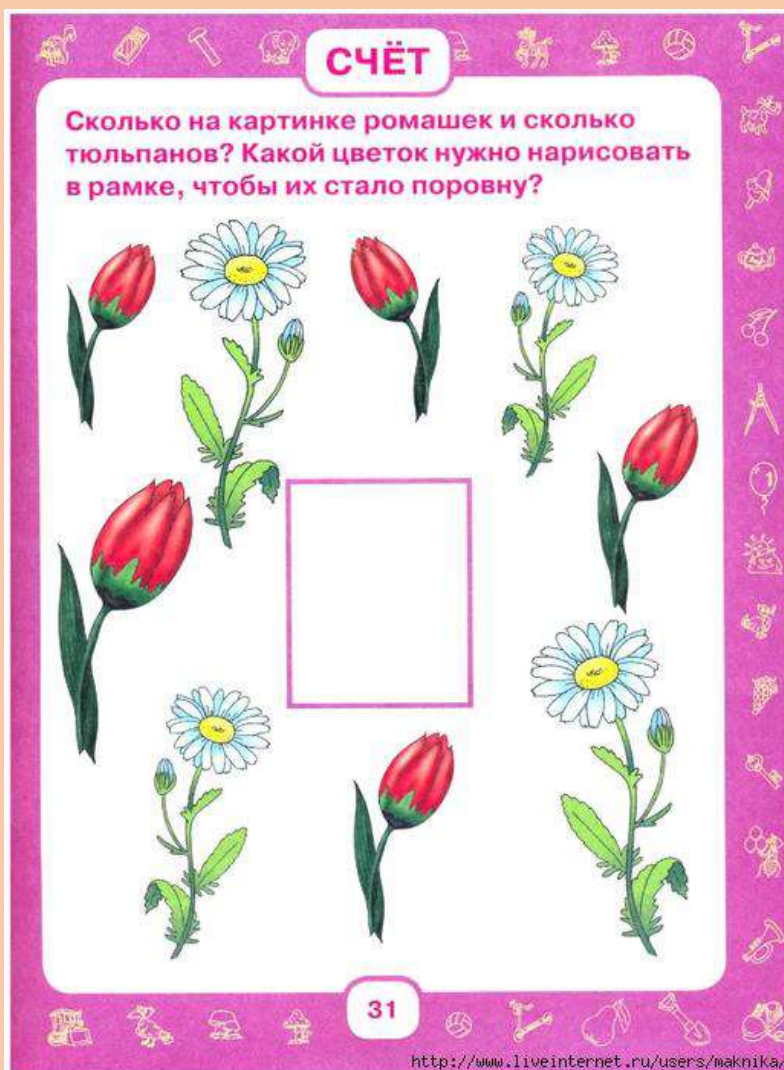 СЧЁТ
Сколько на картинке ромашек и сколько
тюльпанов? Какой цветок нужно нарисовать
в рамке, чтобы их стало поровну?
31
http://www.liveinternet.ru/users/maknika/